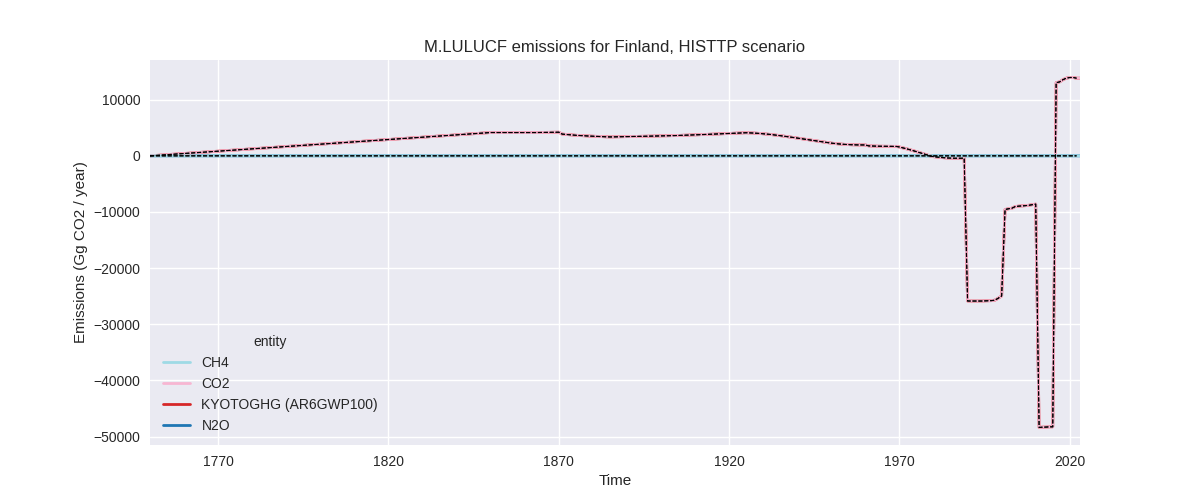 M.LULUCF emissions for Finland, HISTTP scenario
Emissions (Gg CO2 / year)
10000
0
−10000
−20000
−30000
−40000
−50000
entity
CH4
CO2
KYOTOGHG (AR6GWP100)
N2O
1770
1820
1870
1920
1970
2020
Time